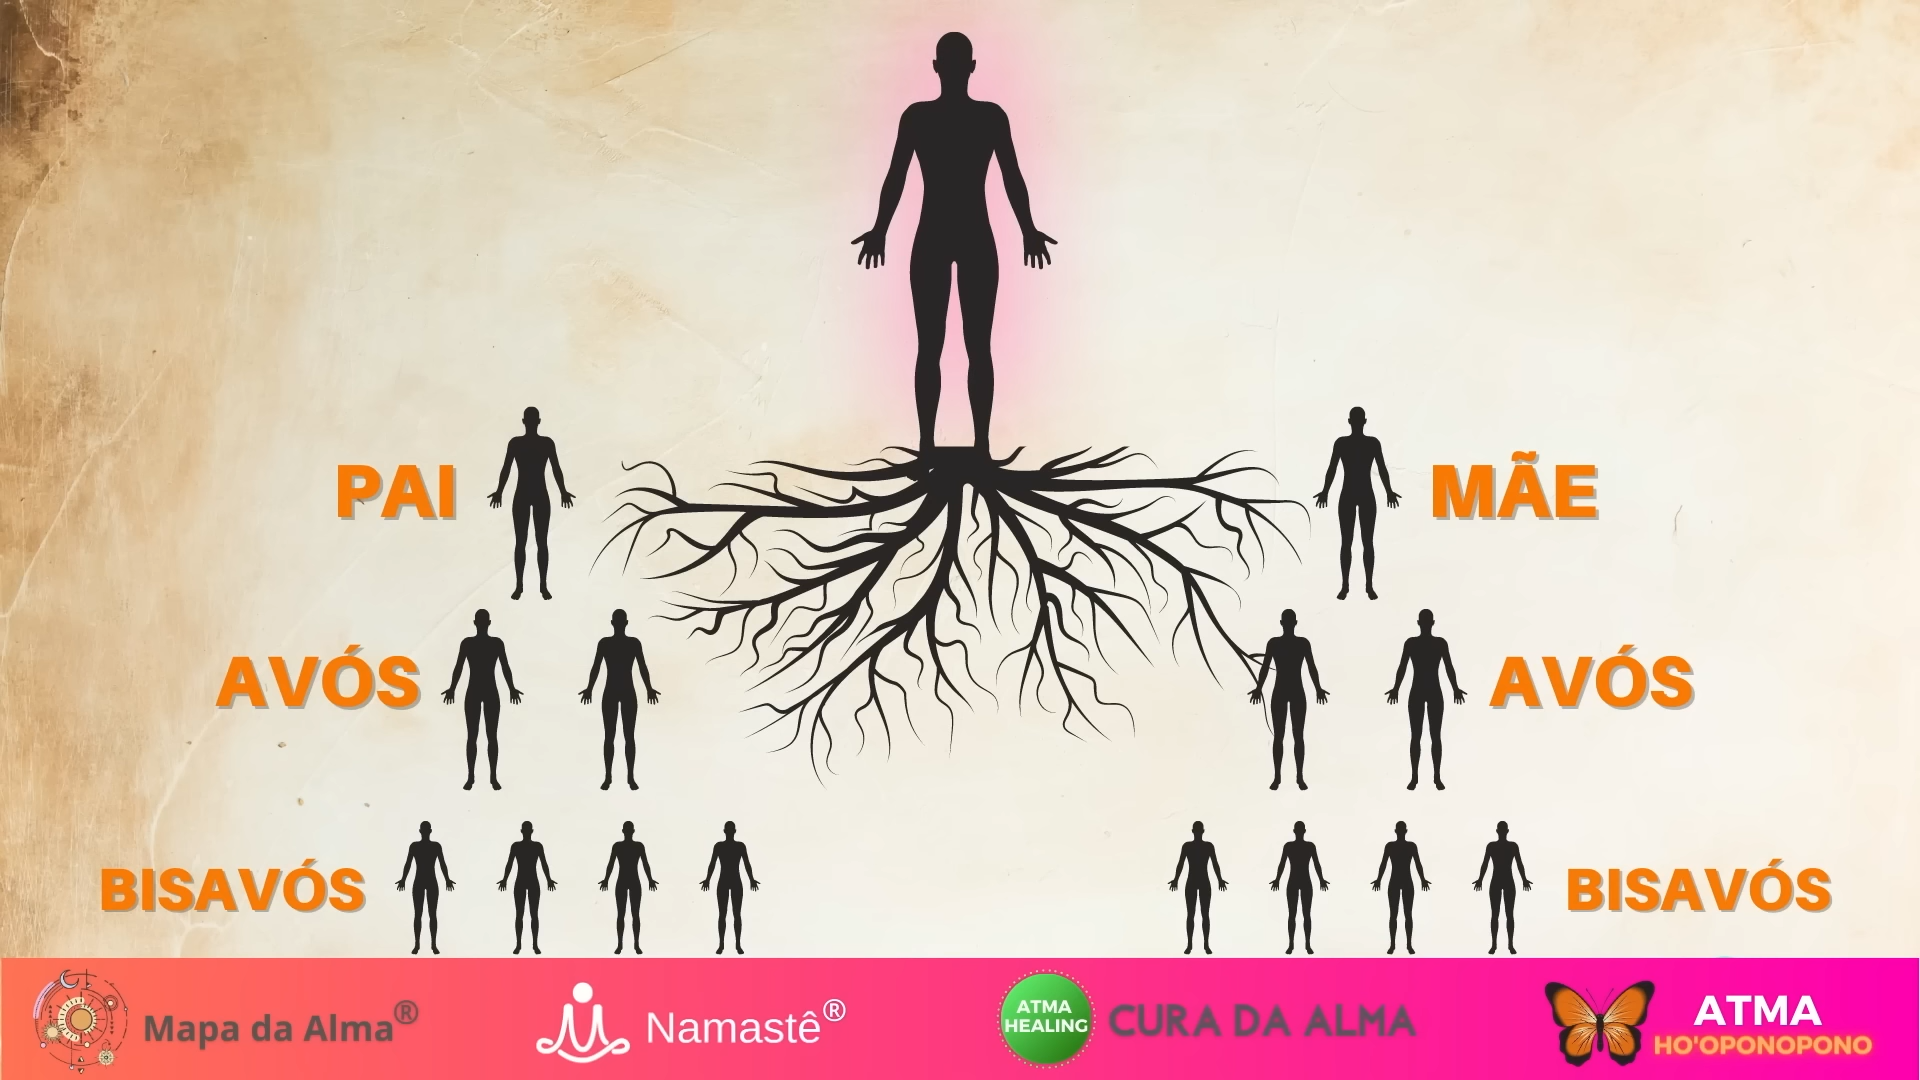 PAI
MÃE
AVÓS
AVÓS
BISAVÓS
BISAVÓS
Mapa da Alma®
Namastê®
ATMA
HEALING
CURA DA ALMA
ATMA
HO'OPONOPONO